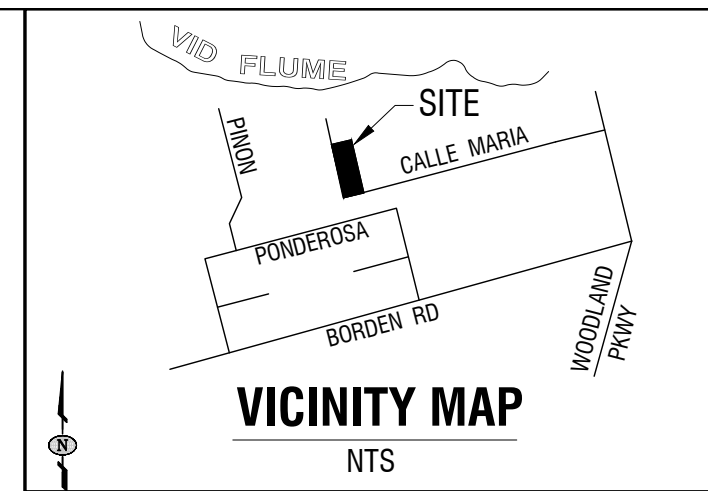 VID FLUME
SITE
PINON
CALLE MARIA
PONDEROSA
BORDEN RD
WOODLAND
PKWY
VICINITY MAP
N
NTS